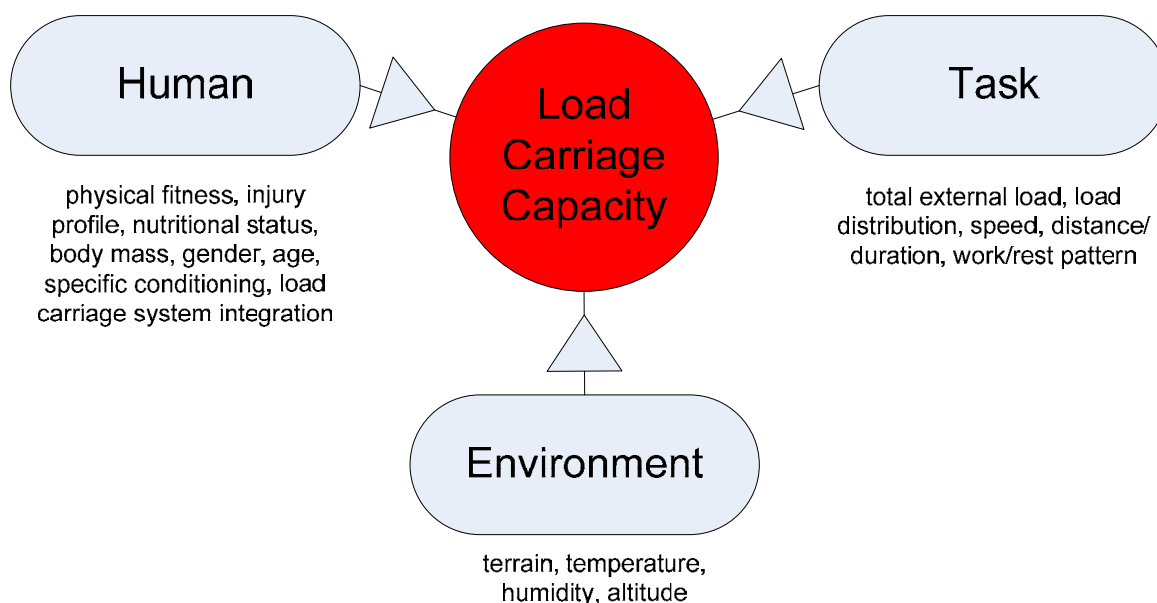 Human
physical fitness, injury
profile, nutritional status,
body mass, gender, age,
specific conditioning, load
carriage system integration
Load
Carriage
Capacity
Task
total external load, load
distribution, speed, distance/
duration, work/rest pattern
Environment
terrain, temperature,
humidity, altitude